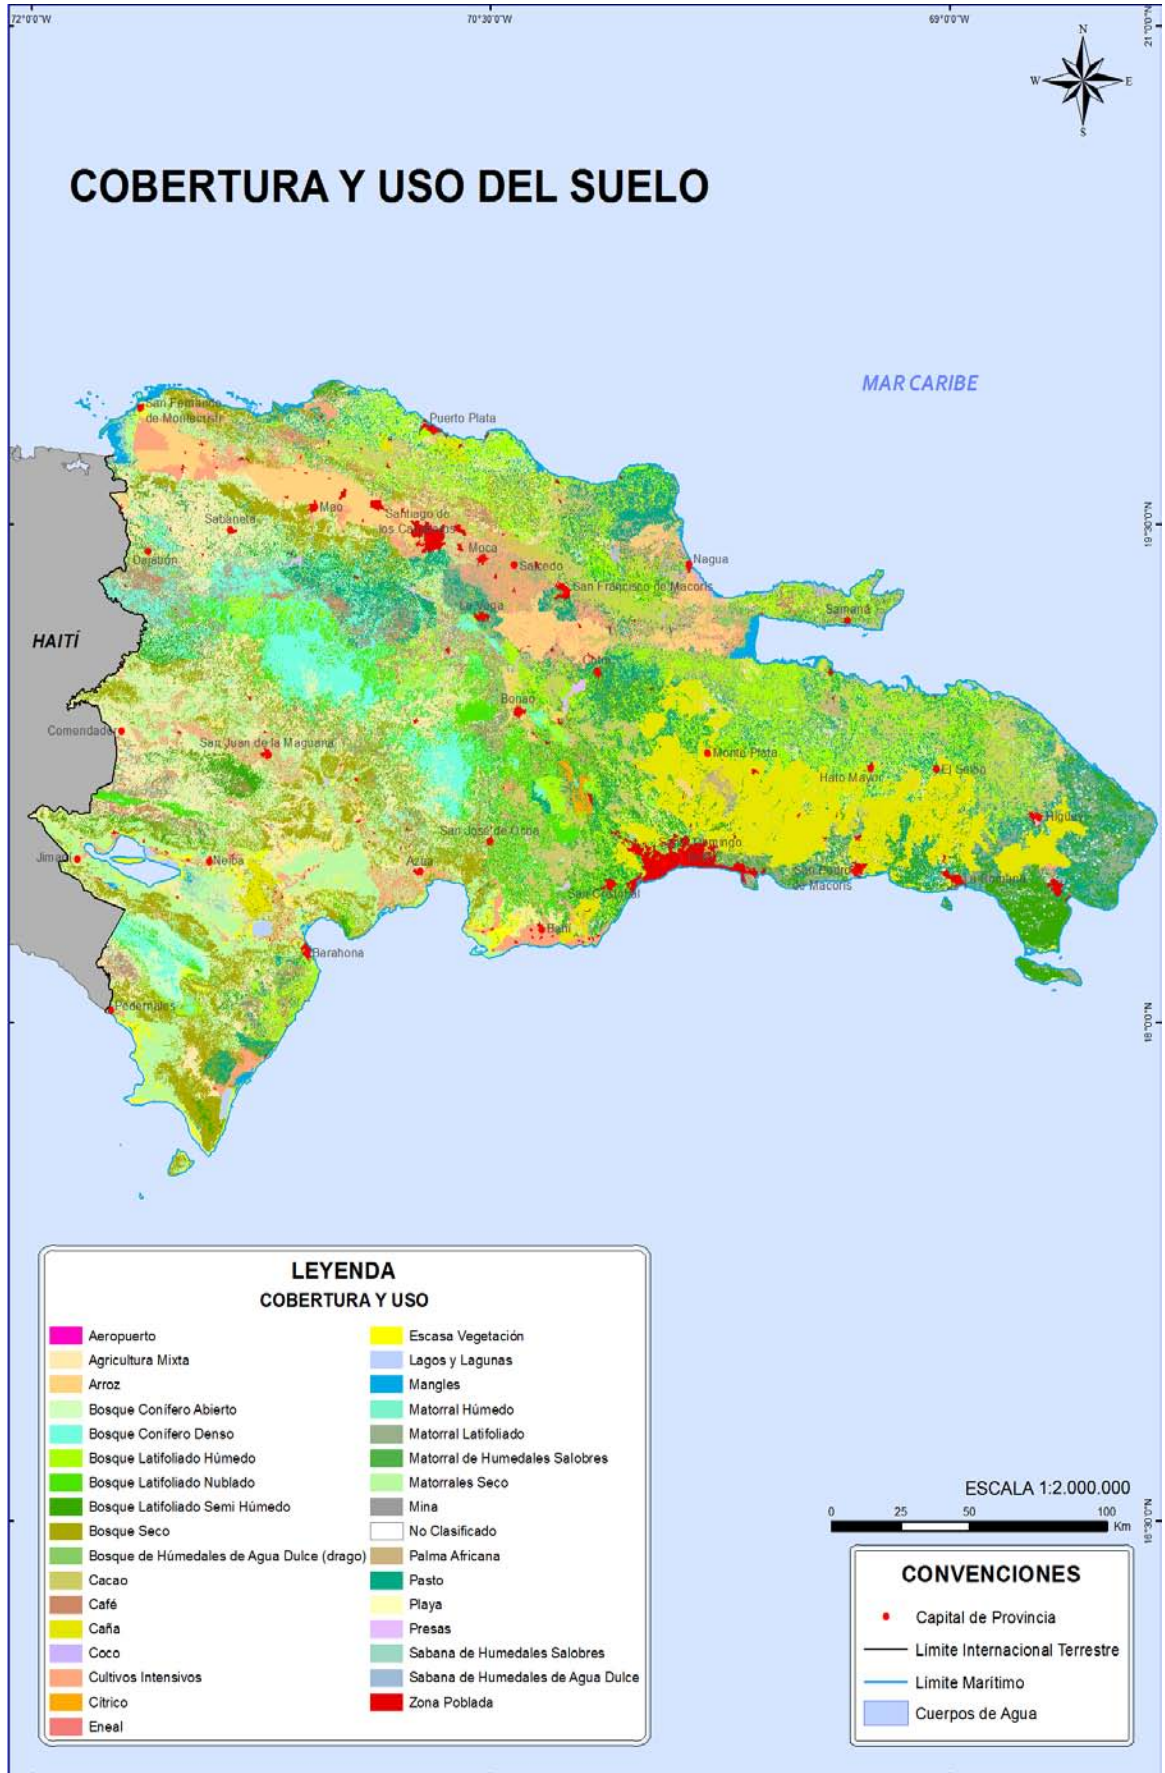 72°0'0"W
70°30'0"W
69°0'0"W
21°0'0"N
N
W
E
S
COBERTURA Y USO DEL SUELO
MAR CARIBE
San Fernando
de Montecristi
Puerto Plata
Mao
Santiago de
los Caballeros
Sabaneta
19°30'0"N
Moca
Dajabón
Salcedo
Nagua
San Francisco de Macorís
La Vega
Samaná
HAITÍ
Cotuí
Bonao
Comendador
San Juan de la Maguana
Monte Plata
Hato Mayor
El Seibo
Higüey
San José de Ocoa
Santo Domingo
Jimaní
Neiba
Azua
San Pedro
de Macorís
La Romana
San Cristóbal
Baní
Barahona
Pedernales
18°0'0"N
LEYENDA
COBERTURA Y USO
Aeropuerto
Agricultura Mixta
Arroz
Bosque Conífero Abierto
Bosque Conífero Denso
Bosque Latifoliado Húmedo
Bosque Latifoliado Nublado
Bosque Latifoliado Semi Húmedo
Bosque Seco
Bosque de Húmedales de Agua Dulce (drago)
Cacao
Café
Caña
Coco
Cultivos Intensivos
Cítrico
Eneal
Escasa Vegetación
Lagos y Lagunas
Mangles
Matorral Húmedo
Matorral Latifoliado
Matorral de Humedales Salobres
Matorrales Seco
Mina
No Clasificado
Palma Africana
Pasto
Playa
Presas
Sabana de Humedales Salobres
Sabana de Humedales de Agua Dulce
Zona Poblada
ESCALA 1:2.000.000
0 25 50 100
Km
16°30'0"N
CONVENCIONES
Capital de Provincia
Límite Internacional Terrestre
Límite Marítimo
Cuerpos de Agua